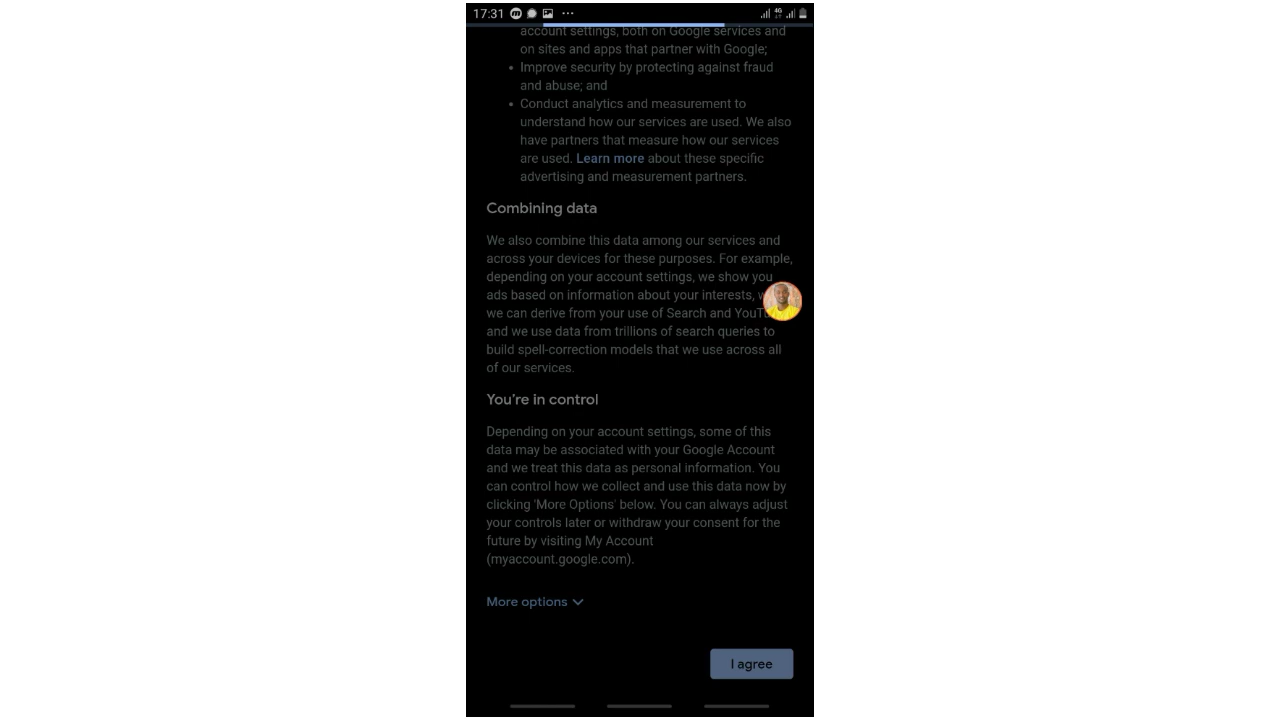 17:31
4G
account settings, both on Google services and
on sites and apps that partner with Google;
• Improve security by protecting against fraud
and abuse; and
• Conduct analytics and measurement to
understand how our services are used. We also
have partners that measure how our services
are used. Learn more about these specific
advertising and measurement partners.
Combining data
We also combine this data among our services and
across your devices for these purposes. For example,
depending on your account settings, we show you
ads based on information about your interests,
we can derive from your use of Search and
and we use data from trillions of search queries to
build spell-correction models that we use across all
of our services.
You're in control
Depending on your account settings, some of this
data may be associated with your Google Account
and we treat this data as personal information. You
can control how we collect and use this data now by
clicking 'More Options' below. You can always adjust
your controls later or withdraw your consent for the
future by visiting My Account
(myaccount.google.com).
More options
I agree